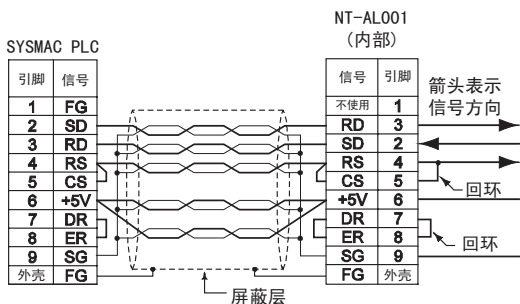 NT-AL001
(内部)
SYSMAC PLC
引脚 信号
1 FG
2 SD
3 RD
4 RS
5 CS
6 +5V
7 DR
8 ER
9 SG
外壳 FG
信号 引脚
不使用 1
RD 3
SD 2
RS 4
CS 5
+5V 6
DR 7
ER 8
SG 9
FG 外壳
箭头表示
信号方向
回环
回环
屏蔽层